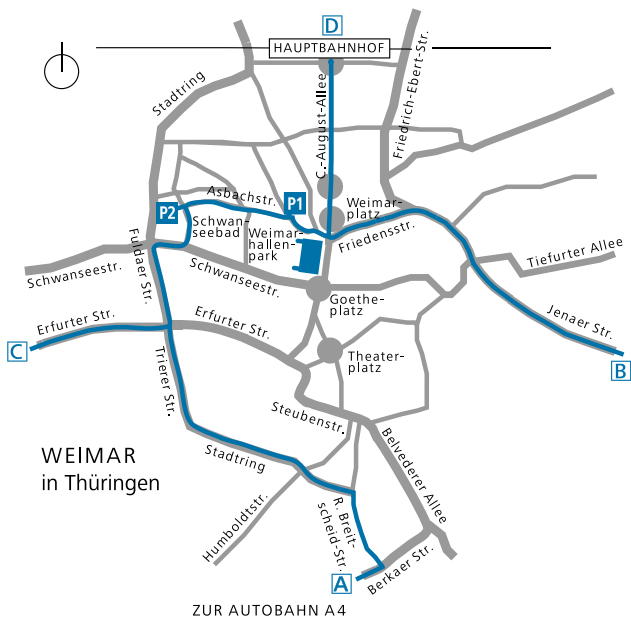 D
HAUPTBAHNHOF
Stadtring
C.-August-Allee
Friedrich-Ebert-Str.
Asbachstr.
P1
P2
Schwan-
seebad
Weimar-
hallen-
park
Weimar-
platz
Friedensstr.
Fuldaer Str.
Schwanseestr.
Schwanseestr.
Tiefurter Allee
Goethe-
platz
Erfurter Str.
Erfurter Str.
C
Jenaer Str.
B
Trierer Str.
Theater-
platz
Steubenstr.
WEIMAR
in Thüringen
Stadtring
Belvederer Allee
Humboldtstr.
R. Breit-
scheid-Str.
A
Berkaer Str.
ZUR AUTOBAHN A4